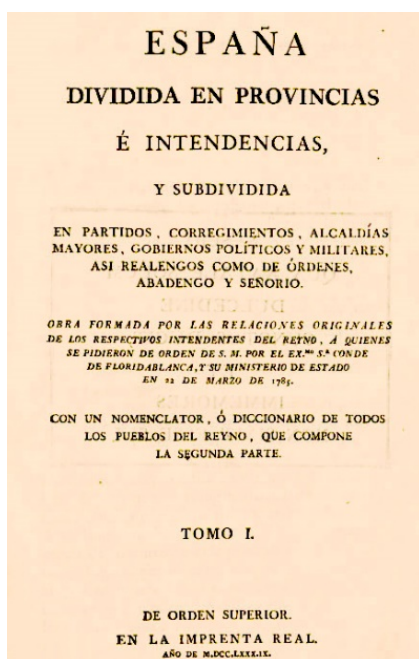 ESPAÑA
DIVIDIDA EN PROVINCIAS
É INTENDENCIAS,
Y SUBDIVIDIDA
EN PARTIDOS, CORREGIMIENTOS, ALCALDÍAS
MAYORES, GOBIERNOS POLÍTICOS Y MILITARES,
ASI REALENGOS COMO DE ÓRDENES,
ABADENGO Y SEÑORIO.
OBRA FORMADA POR LAS RELACIONES ORIGINALES
DE LOS RESPECTIVOS INTENDENTES DEL REYNO, Á QUIENES
SE PIDIERON DE ORDEN DE S. M. POR EL EX.MO S.R CONDE
DE FLORIDABLANCA, Y SU MINISTERIO DE ESTADO
EN 22 DE MARZO DE 1785.
CON UN NOMENCLATOR, Ó DICCIONARIO DE TODOS
LOS PUEBLOS DEL REYNO, QUE COMPONE
LA SEGUNDA PARTE.
TOMO I.
DE ORDEN SUPERIOR.
EN LA IMPRENTA REAL.
AÑO DE M.DCC.LXXX.IX.